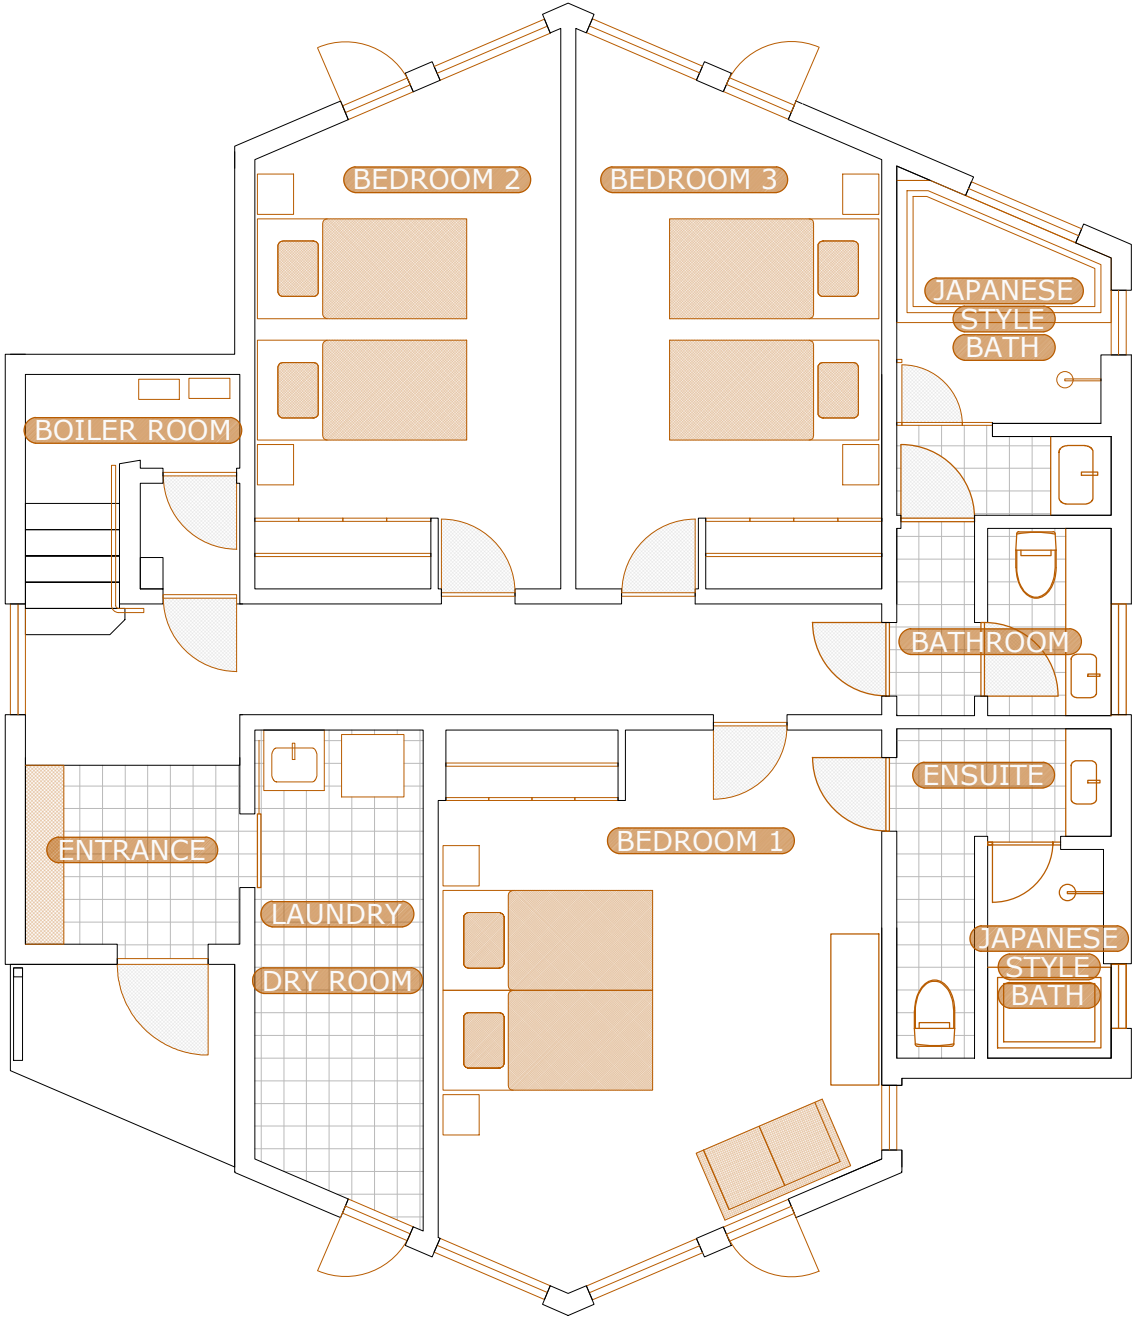 BEDROOM 2
BEDROOM 3
JAPANESE
STYLE
BATH
BOILER ROOM
BATHROOM
ENSUITE
BEDROOM 1
ENTRANCE
LAUNDRY
DRY ROOM
JAPANESE
STYLE
BATH